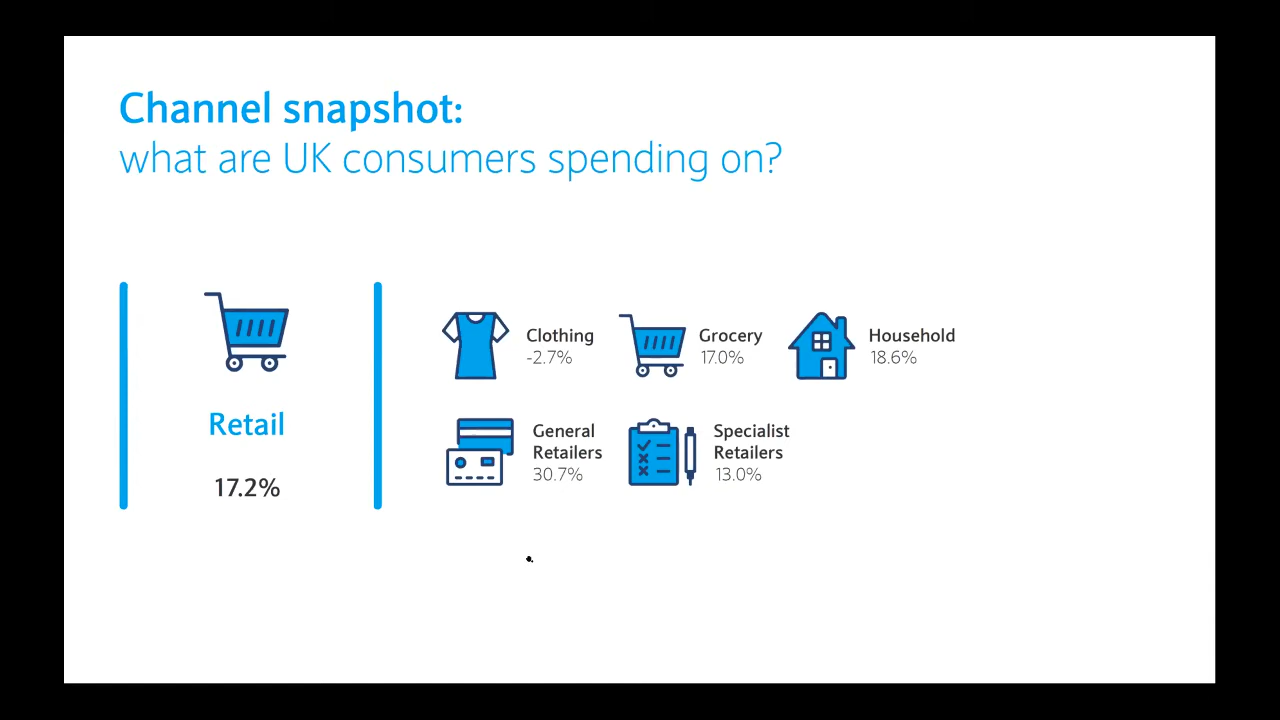 Channel snapshot:
what are UK consumers spending on?
Retail
17.2%
Clothing
-2.7%
Grocery
17.0%
Household
18.6%
General
Retailers
30.7%
Specialist
Retailers
13.0%